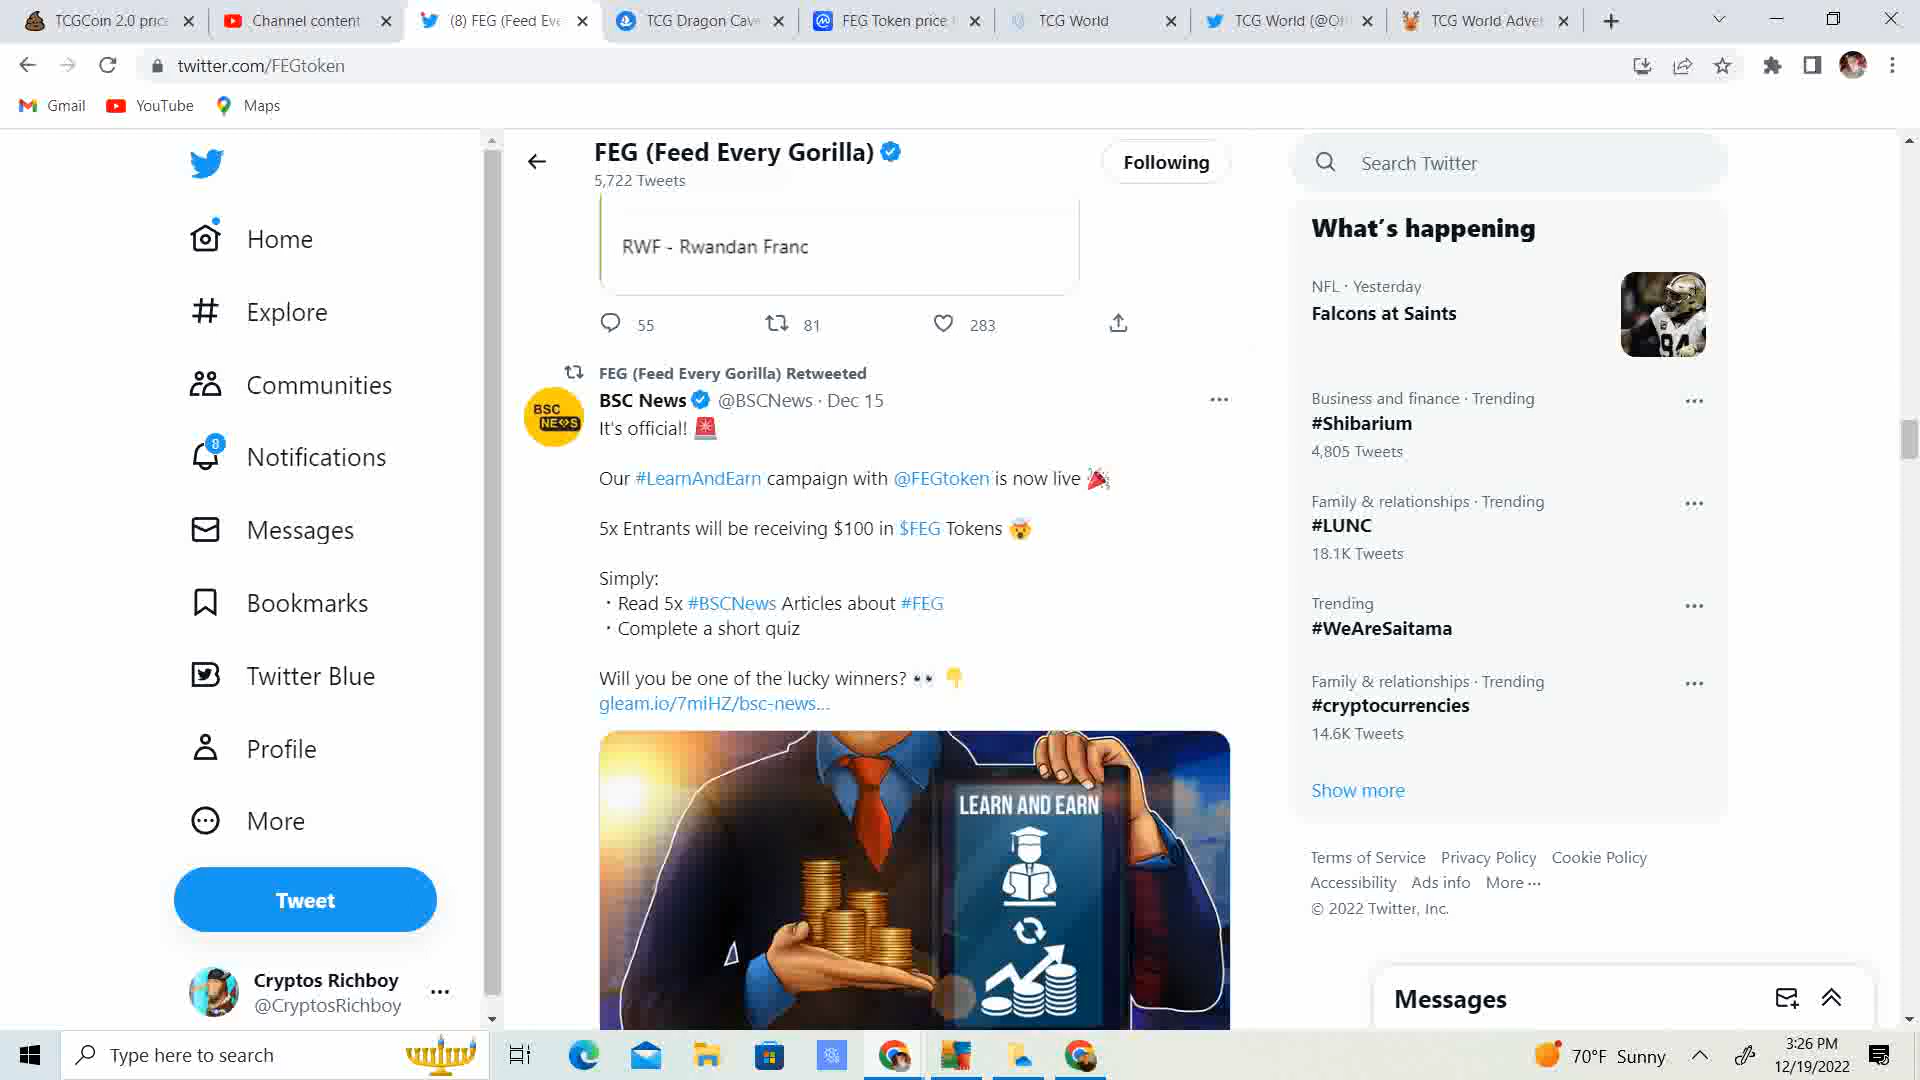 TCGCoin 2.0 pric
Channel content
(8) FEG (Feed Eve
TCG Dragon Cav
FEG Token price
TCG World
TCG World (@Of
TCG World Adve
twitter.com/FEGtoken
Gmail
YouTube
Maps
FEG (Feed Every Gorilla)
5,722 Tweets
Following
Search Twitter
Home
Explore
Communities
8
Notifications
Messages
Bookmarks
Twitter Blue
Profile
More
Tweet
Cryptos Richboy
@CryptosRichboy
RWF - Rwandan Franc
55
81
283
FEG (Feed Every Gorilla) Retweeted
BSC NEWS
BSC News @BSCNews · Dec 15
It's official!
Our #LearnAndEarn campaign with @FEGtoken is now live
5x Entrants will be receiving $100 in $FEG Tokens
Simply:
・Read 5x #BSCNews Articles about #FEG
・Complete a short quiz
Will you be one of the lucky winners?
gleam.io/7miHZ/bsc-news...
LEARN AND EARN
What's happening
NFL · Yesterday
Falcons at Saints
Business and finance · Trending
#Shibarium
4,805 Tweets
Family & relationships · Trending
#LUNC
18.1K Tweets
Trending
#WeAreSaitama
Family & relationships · Trending
#cryptocurrencies
14.6K Tweets
Show more
Terms of Service Privacy Policy Cookie Policy
Accessibility Ads info More ···
© 2022 Twitter, Inc.
Messages
Type here to search
70°F Sunny
3:26 PM
12/19/2022